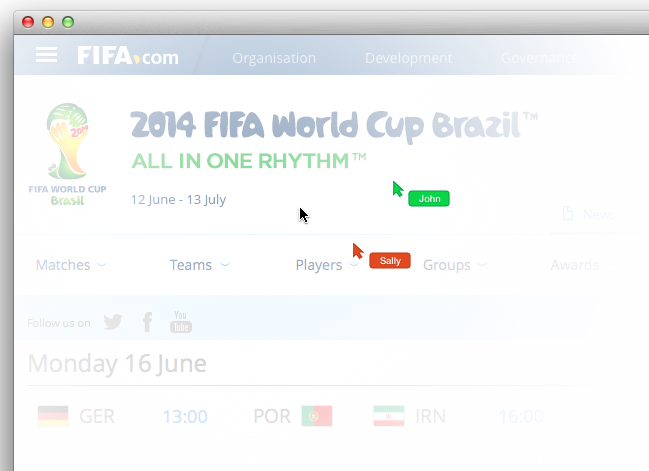 FIFA.com Organisation Development Governance
2014
FIFA WORLD CUP
Brasil
2014 FIFA World Cup Brazil™
ALL IN ONE RHYTHM™
12 June - 13 July
John
News
Matches Teams Players Groups Awards
Sally
Follow us on You Tube
Monday 16 June
GER 13:00 POR IRN 16:00